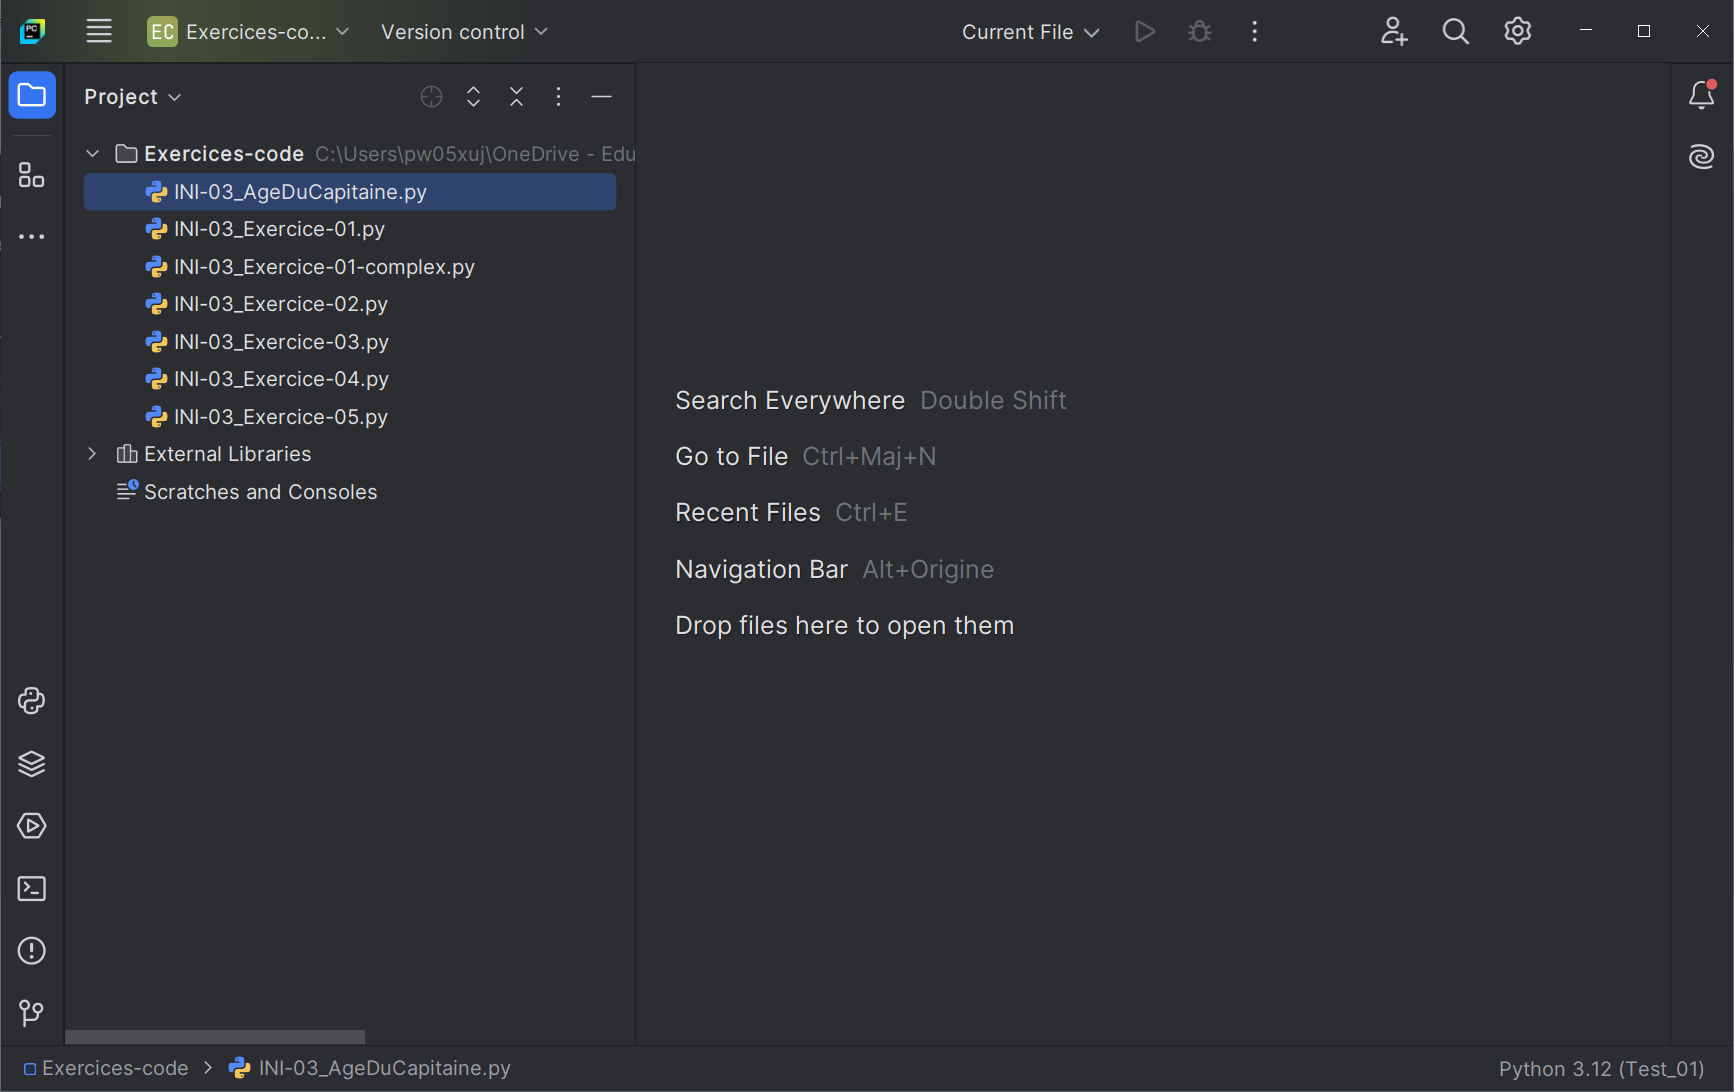 PC
EC Exercices-co... Version control Current File
Project
Exercices-code C:\Users\pw05xuj\OneDrive - Edu
INI-03_AgeDuCapitaine.py
INI-03_Exercice-01.py
INI-03_Exercice-01-complex.py
INI-03_Exercice-02.py
INI-03_Exercice-03.py
INI-03_Exercice-04.py
INI-03_Exercice-05.py
External Libraries
Scratches and Consoles
Search Everywhere Double Shift
Go to File Ctrl+Maj+N
Recent Files Ctrl+E
Navigation Bar Alt+Origine
Drop files here to open them
Exercices-code > INI-03_AgeDuCapitaine.py
Python 3.12 (Test_01)